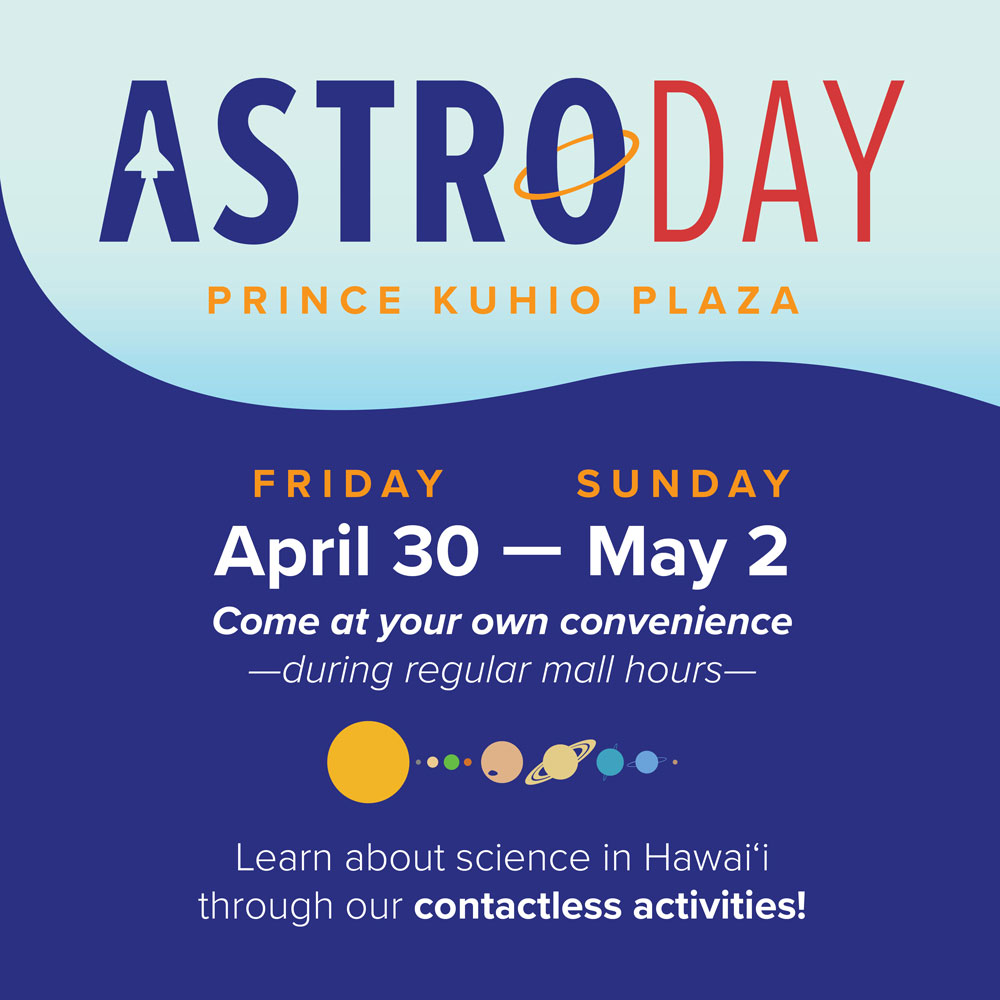 ASTRODAY
PRINCE KUHIO PLAZA
FRIDAY SUNDAY
April 30 — May 2
Come at your own convenience
—during regular mall hours—
Learn about science in Hawai‘i
through our contactless activities!